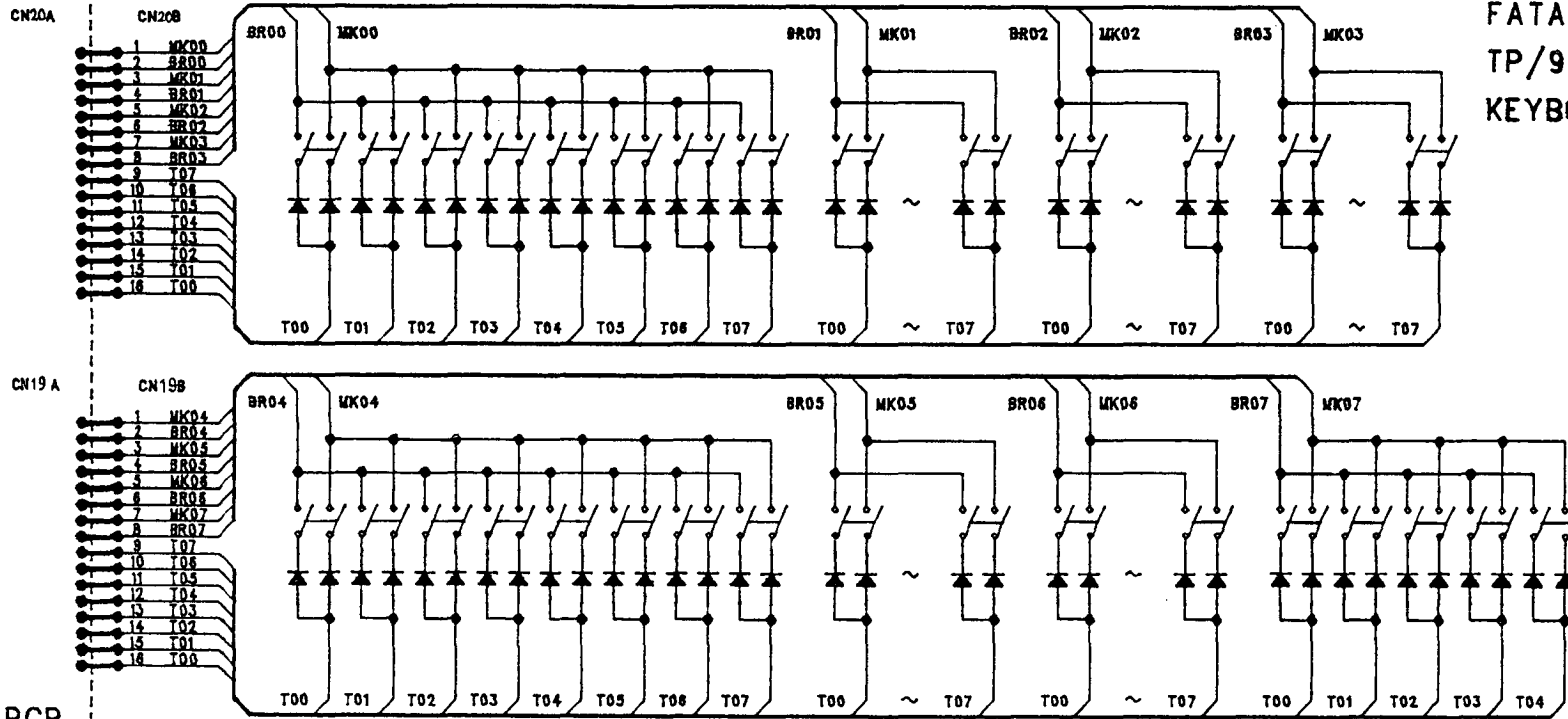 CN20A CN20B
BR00 MK00 BR01 MK01 BR02 MK02 BR03 MK03
FATA
TP/9
KEYB
1 MK00
2 BR00
3 MK01
4 BR01
5 MK02
6 BR02
7 MK03
8 BR03
9 T07
10 T06
11 T05
12 T04
13 T03
14 T02
15 T01
16 T00
~ ~ ~
T00 T01 T02 T03 T04 T05 T06 T07 T00 ~ T07 T00 ~ T07 T00 ~ T07
CN19A CN19B
BR04 MK04 BR05 MK05 BR06 MK06 BR07 MK07
1 MK04
2 BR04
3 MK05
4 BR05
5 MK06
6 BR06
7 MK07
8 BR07
9 T07
10 T06
11 T05
12 T04
13 T03
14 T02
15 T01
16 T00
~ ~
T00 T01 T02 T03 T04 T05 T06 T07 T00 ~ T07 T00 ~ T07 T00 T01 T02 T03 T04